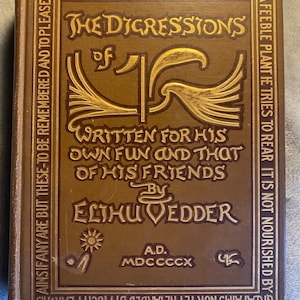 THE DIGRESSIONS
of V
WRITTEN FOR HIS
OWN FUN AND THAT
OF HIS FRIENDS
By
ELIHU VEDDER
A.D.
MDCCCCX
AINS IF ANY ARE BUT THESE-TO BE REMEMBERED AND TO PLEASE
FEEBLE PLANT HE TRIES TO REAR IT IS NOT NOURISHED BY